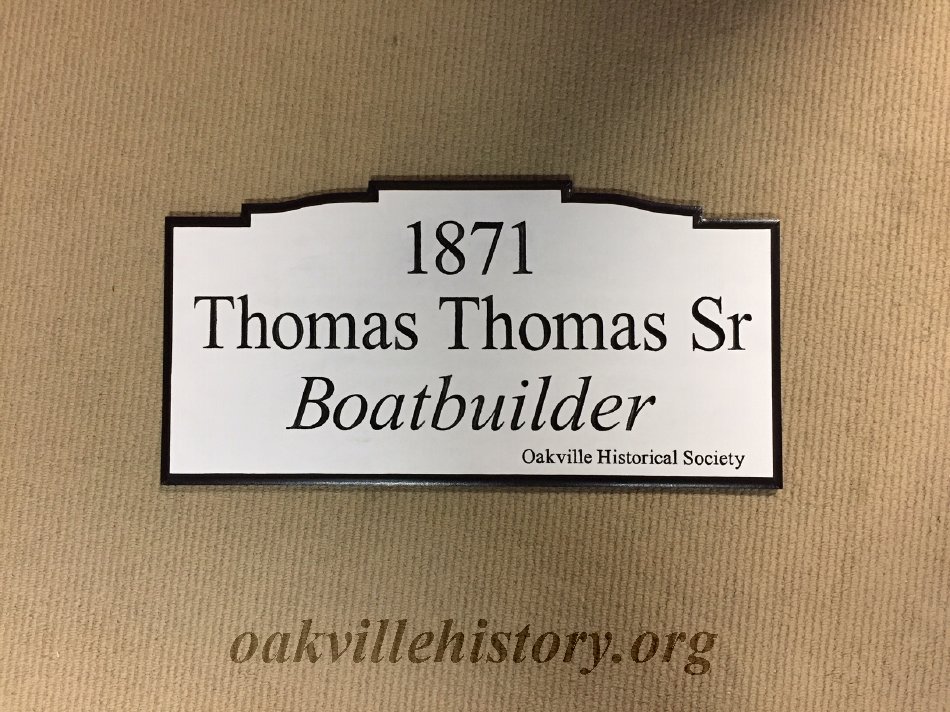 1871
Thomas Thomas Sr
Boatbuilder
Oakville Historical Society
oakvillehistory.org